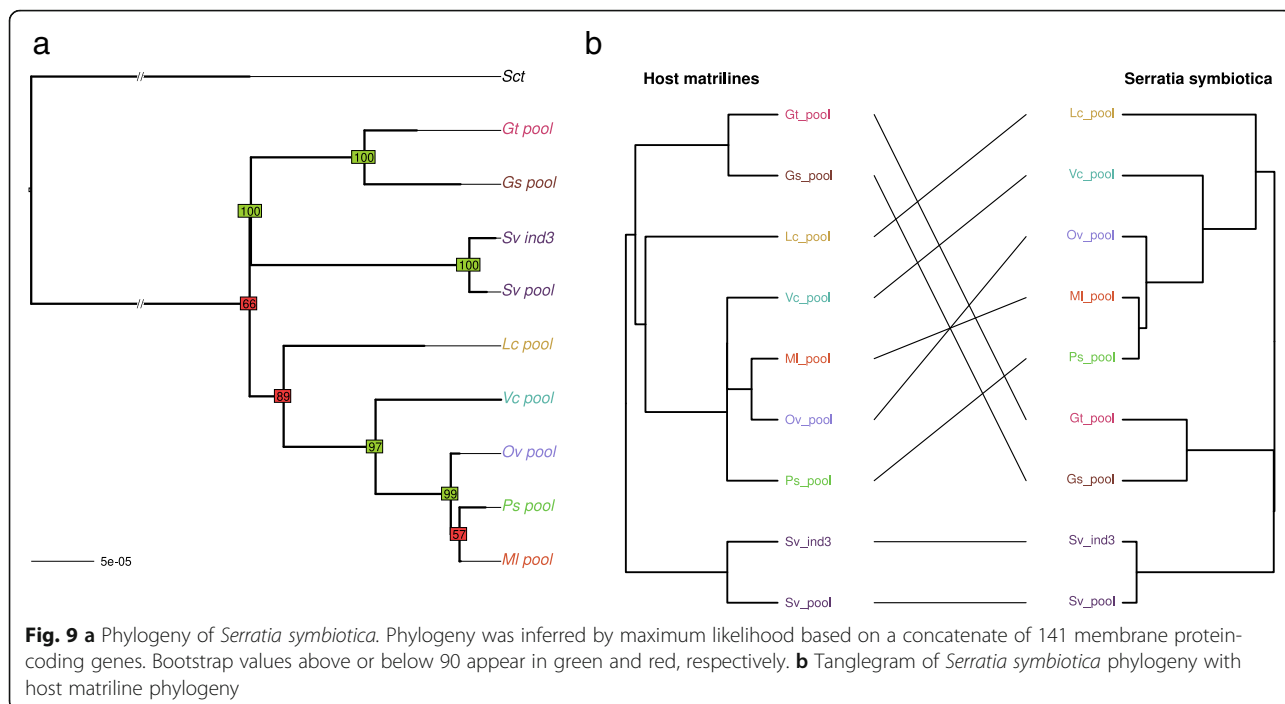 a
Sct
Gt pool
100
Gs pool
100
Sv ind3
100
Sv pool
66
Lc pool
89
Vc pool
97
Ov pool
99
Ps pool
57
Ml pool
5e-05
b
Host matrilines
Serratia symbiotica
Gt_pool
Gs_pool
Lc_pool
Vc_pool
Ml_pool
Ov_pool
Ps_pool
Sv_ind3
Sv_pool
Lc_pool
Vc_pool
Ov_pool
Ml_pool
Ps_pool
Gt_pool
Gs_pool
Sv_ind3
Sv_pool
Fig. 9 a Phylogeny of Serratia symbiotica. Phylogeny was inferred by maximum likelihood based on a concatenate of 141 membrane protein-
coding genes. Bootstrap values above or below 90 appear in green and red, respectively. b Tanglegram of Serratia symbiotica phylogeny with
host matriline phylogeny